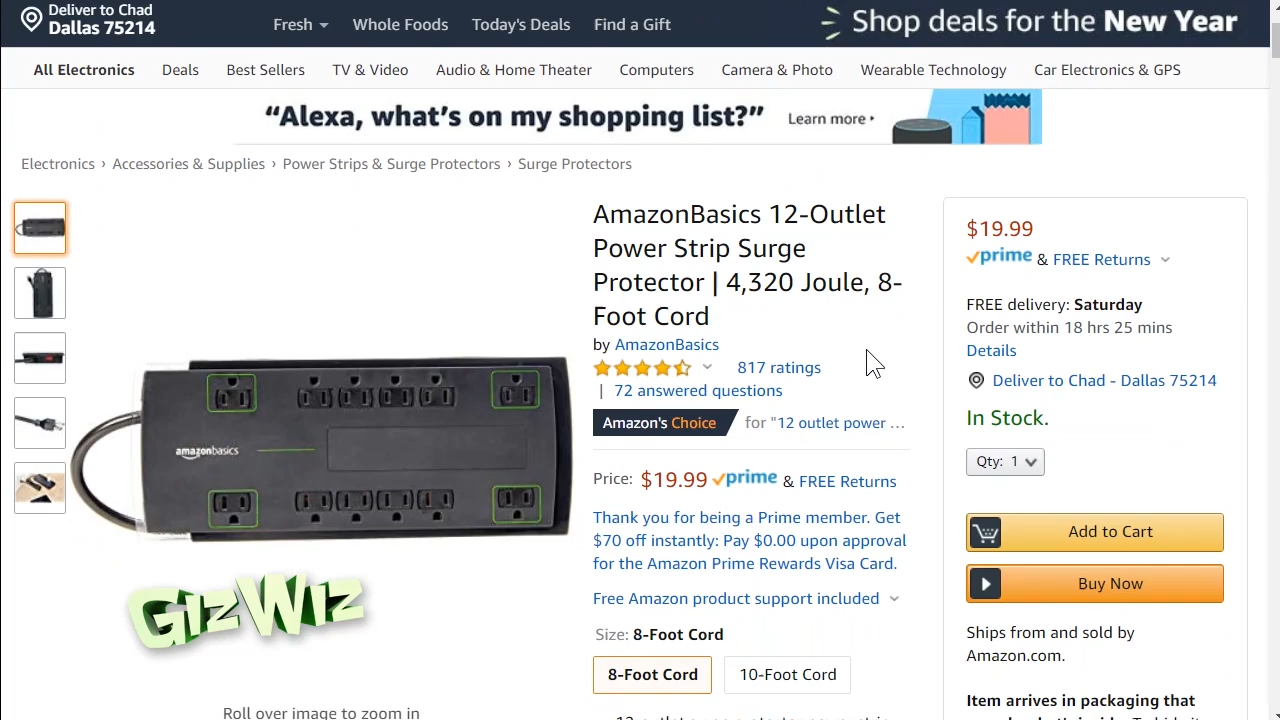 Deliver to Chad
Dallas 75214
Fresh
Whole Foods
Today's Deals
Find a Gift
Shop deals for the New Year
All Electronics
Deals
Best Sellers
TV & Video
Audio & Home Theater
Computers
Camera & Photo
Wearable Technology
Car Electronics & GPS
“Alexa, what’s on my shopping list?”
Learn more
Electronics › Accessories & Supplies › Power Strips & Surge Protectors › Surge Protectors
amazonbasics
GizWiz
Roll over image to zoom in
AmazonBasics 12-Outlet
Power Strip Surge
Protector | 4,320 Joule, 8-
Foot Cord
by AmazonBasics
817 ratings
| 72 answered questions
Amazon's Choice for "12 outlet power ...
Price: $19.99 prime & FREE Returns
Thank you for being a Prime member. Get
$70 off instantly: Pay $0.00 upon approval
for the Amazon Prime Rewards Visa Card.
Free Amazon product support included
Size: 8-Foot Cord
8-Foot Cord
10-Foot Cord
$19.99
prime & FREE Returns
FREE delivery: Saturday
Order within 18 hrs 25 mins
Details
Deliver to Chad - Dallas 75214
In Stock.
Qty: 1
Add to Cart
Buy Now
Ships from and sold by
Amazon.com.
Item arrives in packaging that